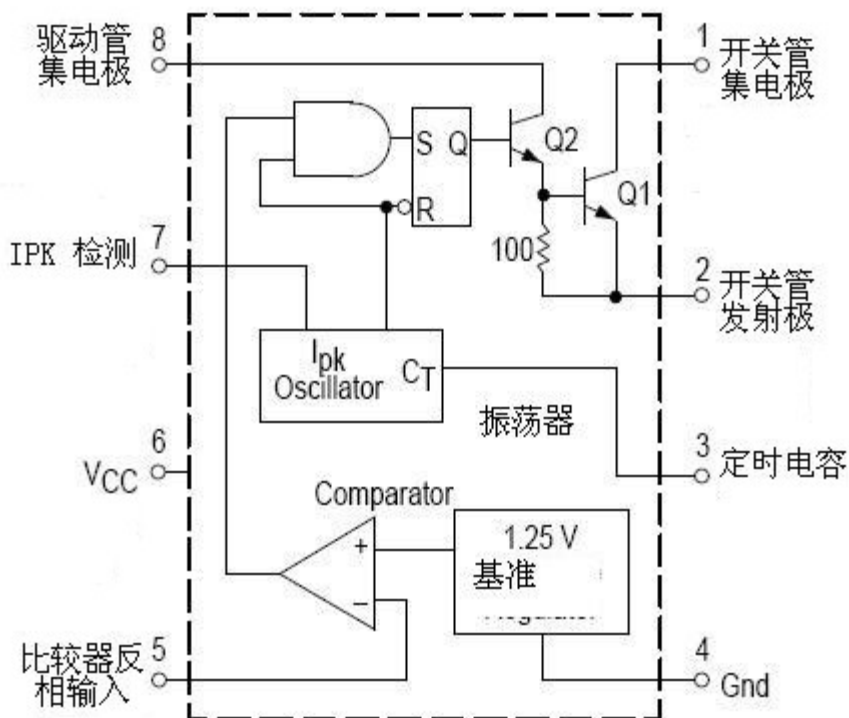 驱动管
集电极
8
1
开关管
集电极
S
Q
R
Q2
Q1
100
7
IPK 检测
2
开关管
发射极
Ipk
Oscillator
CT
振荡器
6
VCC
3
定时电容
Comparator
+
−
1.25 V
基准
比较器反
相输入
5
4
Gnd